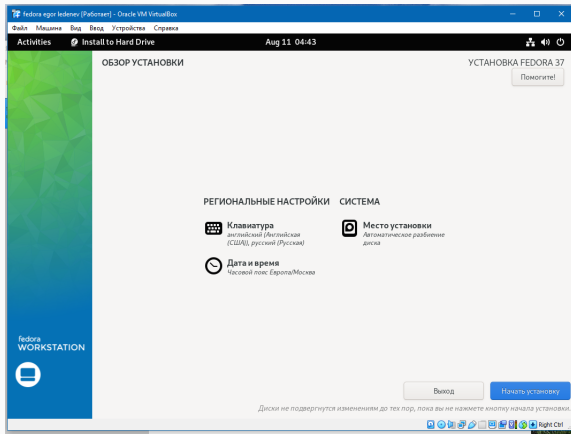 fedora egor ledenev [Работает] - Oracle VM VirtualBox
Файл Машина Вид Ввод Устройства Справка
Activities Install to Hard Drive Aug 11 04:43
ОБЗОР УСТАНОВКИ
УСТАНОВКА FEDORA 37
Помогите!
РЕГИОНАЛЬНЫЕ НАСТРОЙКИ
Клавиатура
английский (Английская
(США)), русский (Русская)
Дата и время
Часовой пояс Европа/Москва
СИСТЕМА
Место установки
Автоматическое разбиение
диска
fedora
WORKSTATION
Выход
Начать установку
Диски не подвергнутся изменениям до тех пор, пока вы не нажмете кнопку начала установки.
Right Ctrl